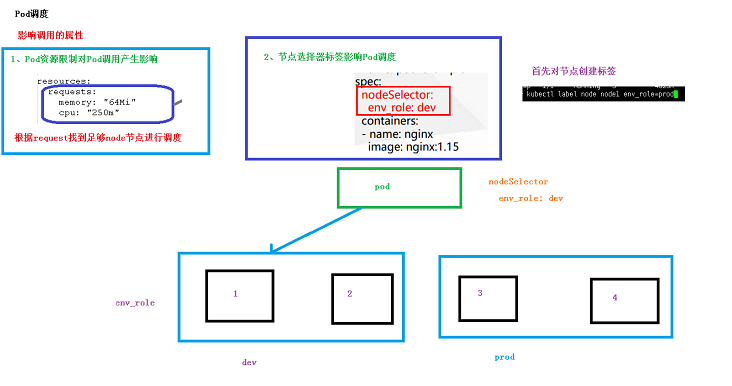 Pod调度
影响调用的属性
1、Pod资源限制对Pod调用产生影响
resources:
requests:
memory: "64Mi"
cpu: "250m"
根据request找到足够node节点进行调度
2、节点选择器标签影响Pod调度
spec:
nodeSelector:
env_role: dev
containers:
- name: nginx
image: nginx:1.15
首先对节点创建标签
kubectl label node node1 env_role=prod
pod
nodeSelector
env_role: dev
env_role
1
2
3
4
dev
prod